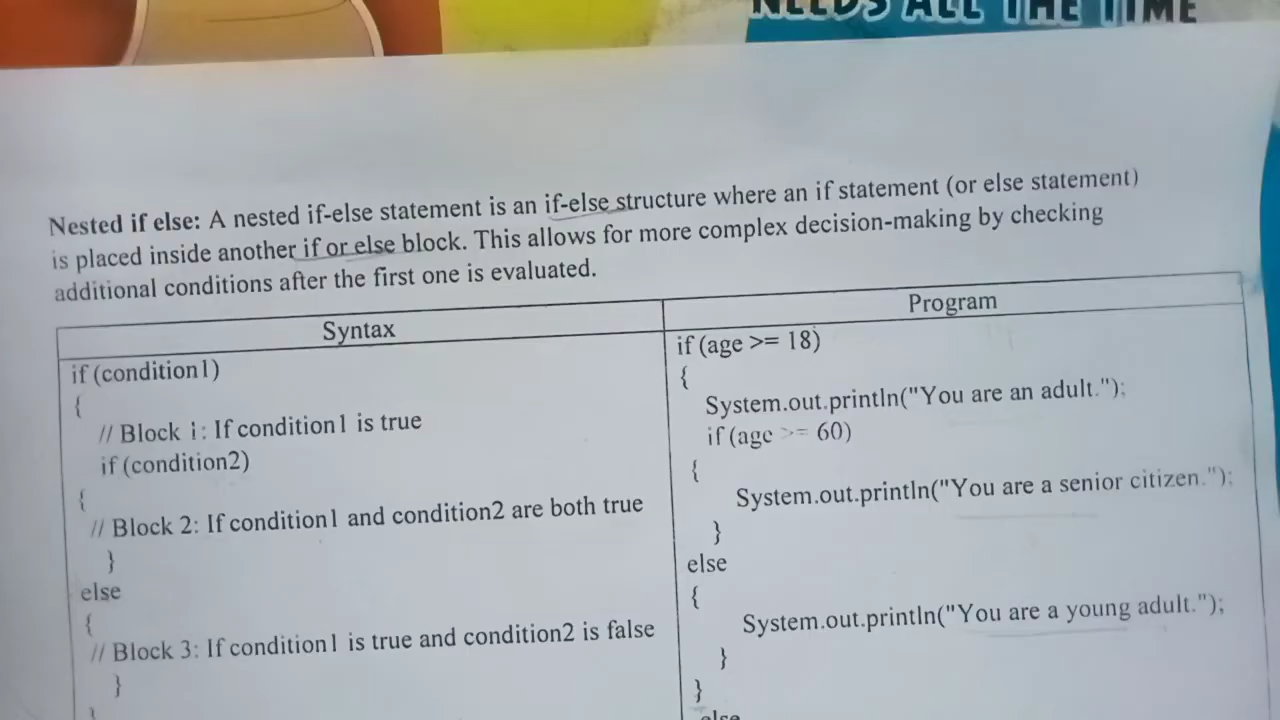 NEEDS ALL THE TIME
Nested if else: A nested if-else statement is an if-else structure where an if statement (or else statement)
is placed inside another if or else block. This allows for more complex decision-making by checking
additional conditions after the first one is evaluated.
Syntax
if (condition1)
{
// Block 1: If condition1 is true
if (condition2)
{
// Block 2: If condition1 and condition2 are both true
}
else
{
// Block 3: If condition1 is true and condition2 is false
}
}
Program
if (age >= 18)
{
System.out.println("You are an adult.");
if (age >= 60)
{
System.out.println("You are a senior citizen.");
}
else
{
System.out.println("You are a young adult.");
}
}
else